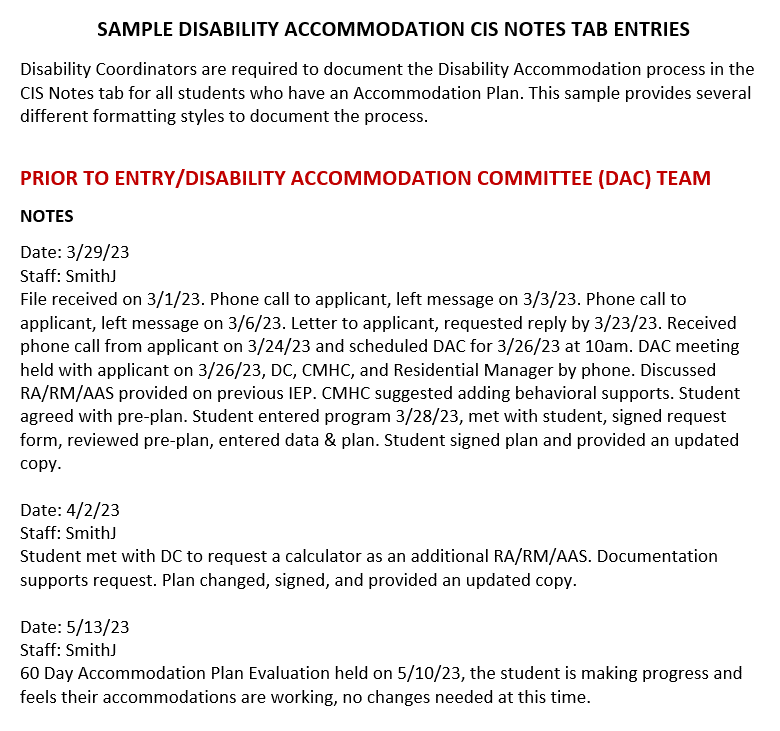 SAMPLE DISABILITY ACCOMMODATION CIS NOTES TAB ENTRIES
Disability Coordinators are required to document the Disability Accommodation process in the
CIS Notes tab for all students who have an Accommodation Plan. This sample provides several
different formatting styles to document the process.
PRIOR TO ENTRY/DISABILITY ACCOMMODATION COMMITTEE (DAC) TEAM
NOTES
Date: 3/29/23
Staff: SmithJ
File received on 3/1/23. Phone call to applicant, left message on 3/3/23. Phone call to
applicant, left message on 3/6/23. Letter to applicant, requested reply by 3/23/23. Received
phone call from applicant on 3/24/23 and scheduled DAC for 3/26/23 at 10am. DAC meeting
held with applicant on 3/26/23, DC, CMHC, and Residential Manager by phone. Discussed
RA/RM/AAS provided on previous IEP. CMHC suggested adding behavioral supports. Student
agreed with pre-plan. Student entered program 3/28/23, met with student, signed request
form, reviewed pre-plan, entered data & plan. Student signed plan and provided an updated
copy.
Date: 4/2/23
Staff: SmithJ
Student met with DC to request a calculator as an additional RA/RM/AAS. Documentation
supports request. Plan changed, signed, and provided an updated copy.
Date: 5/13/23
Staff: SmithJ
60 Day Accommodation Plan Evaluation held on 5/10/23, the student is making progress and
feels their accommodations are working, no changes needed at this time.